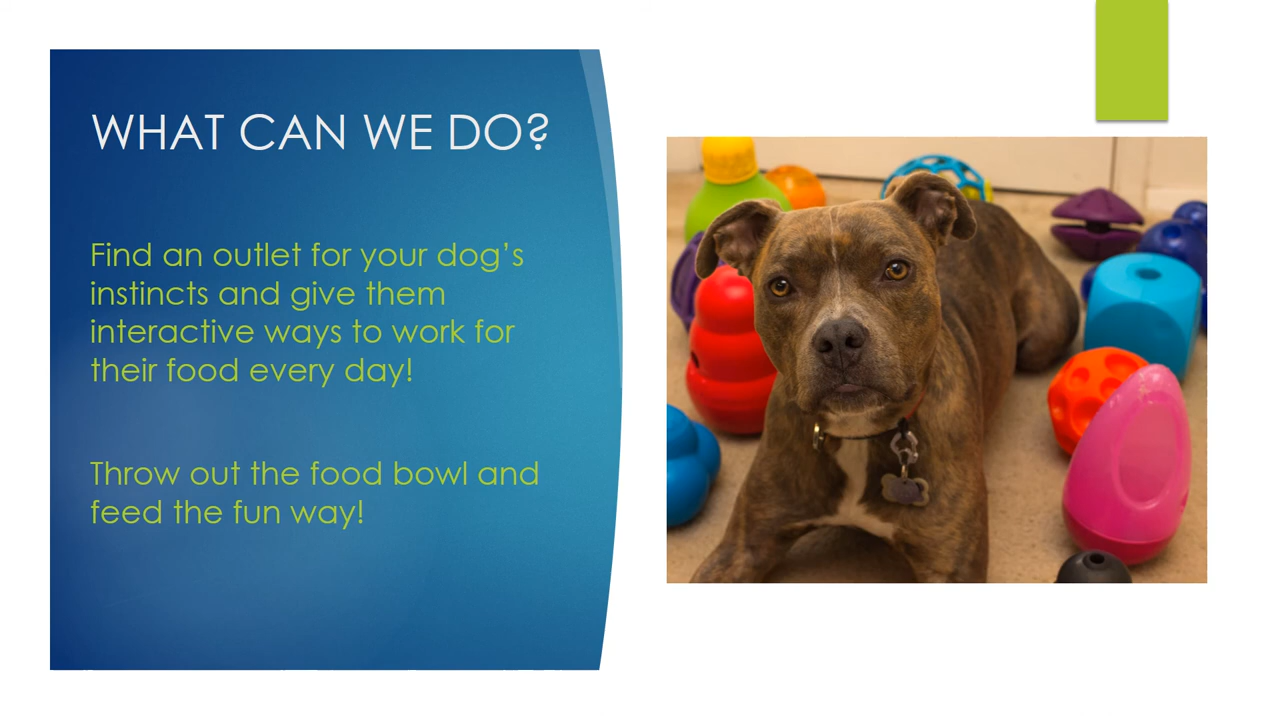 WHAT CAN WE DO?
Find an outlet for your dog’s
instincts and give them
interactive ways to work for
their food every day!
Throw out the food bowl and
feed the fun way!